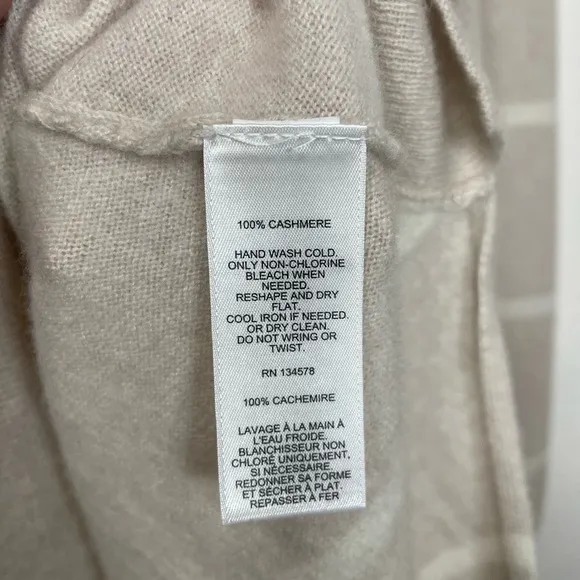 100% CASHMERE
HAND WASH COLD.
ONLY NON-CHLORINE
BLEACH WHEN
NEEDED.
RESHAPE AND DRY
FLAT.
COOL IRON IF NEEDED.
OR DRY CLEAN.
DO NOT WRING OR
TWIST.
RN 134578
100% CACHEMIRE
LAVAGE À LA MAIN À
L'EAU FROIDE.
BLANCHISSEUR NON
CHLORÉ UNIQUEMENT,
SI NÉCESSAIRE.
REDONNER SA FORME
ET SÉCHER À PLAT.
REPASSER À FER